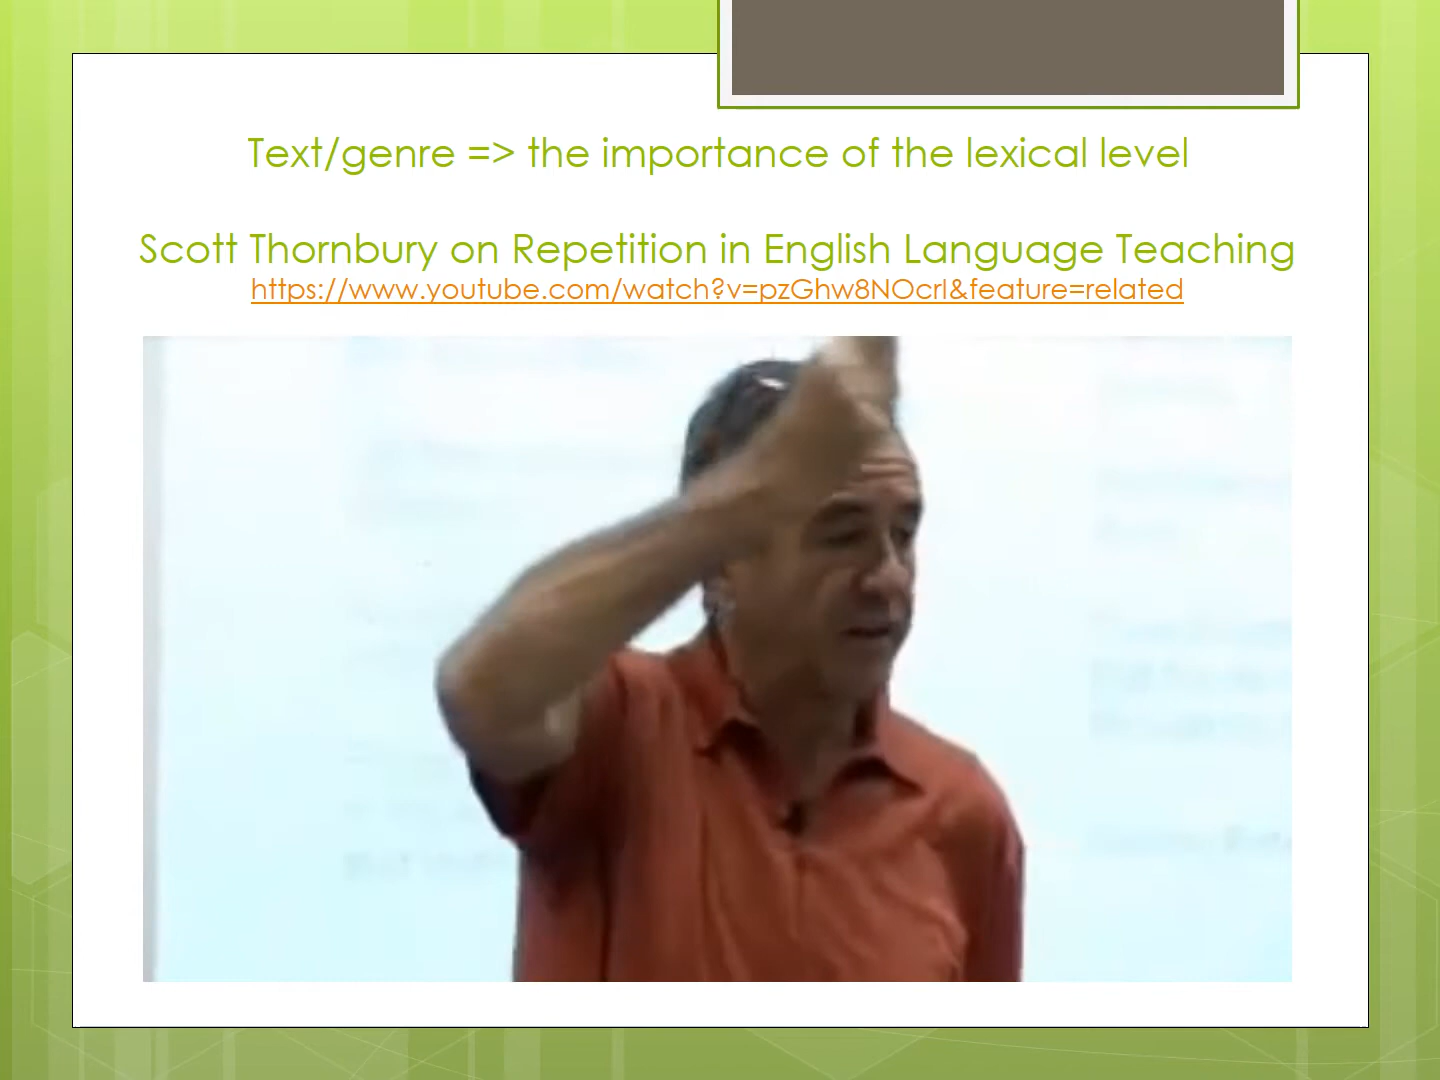 Text/genre => the importance of the lexical level
Scott Thornbury on Repetition in English Language Teaching
https://www.youtube.com/watch?v=pzGhw8NOcrI&feature=related